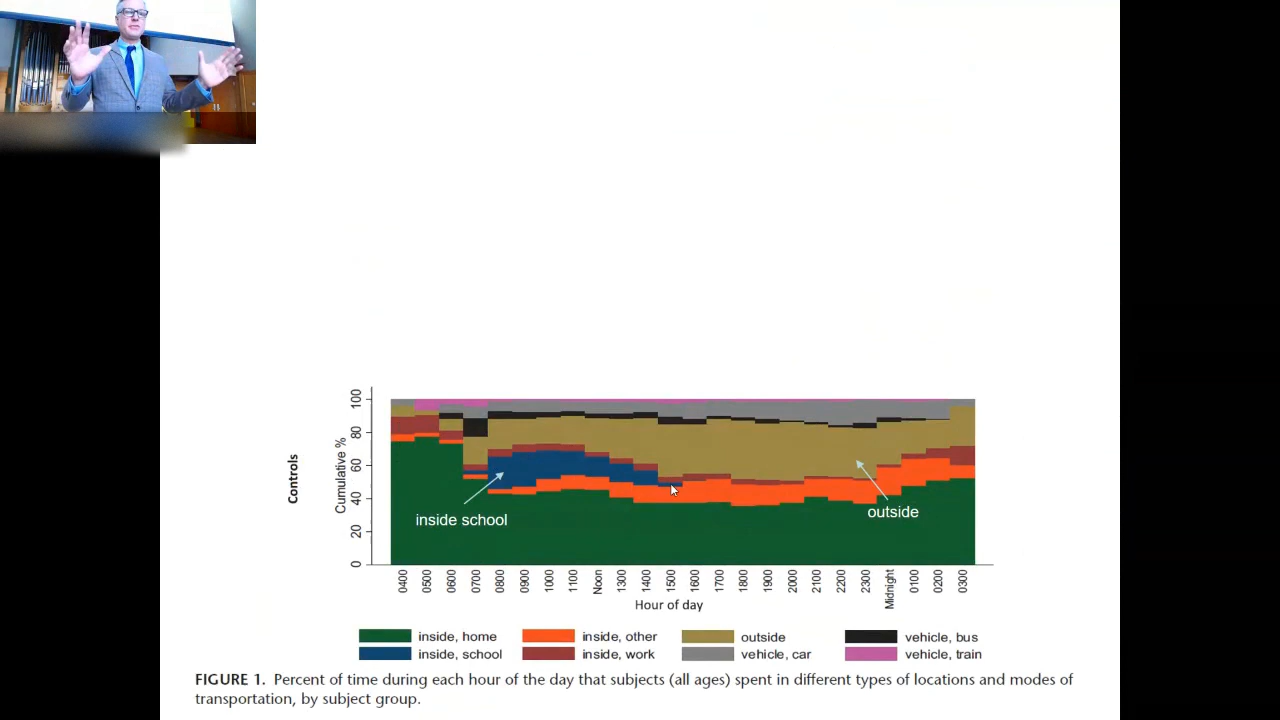 Controls
Cumulative %
100
80
60
40
20
0
inside school
outside
0400 0500 0600 0700 0800 0900 1000 1100 Noon 1300 1400 1500 1600 1700 1800 1900 2000 2100 2200 2300 Midnight 0100 0200 0300
Hour of day
inside, home inside, other outside vehicle, bus
inside, school inside, work vehicle, car vehicle, train
FIGURE 1. Percent of time during each hour of the day that subjects (all ages) spent in different types of locations and modes of
transportation, by subject group.